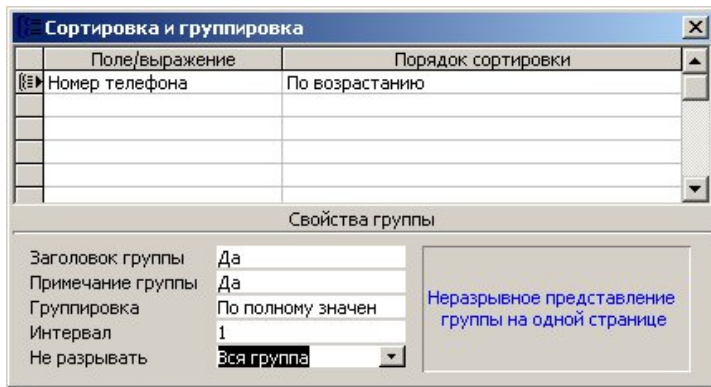 Сортировка и группировка
Поле/выражение Порядок сортировки
Номер телефона По возрастанию
Свойства группы
Заголовок группы Да
Примечание группы Да
Группировка По полному значен
Интервал 1
Не разрывать Вся группа
Неразрывное представление
группы на одной странице